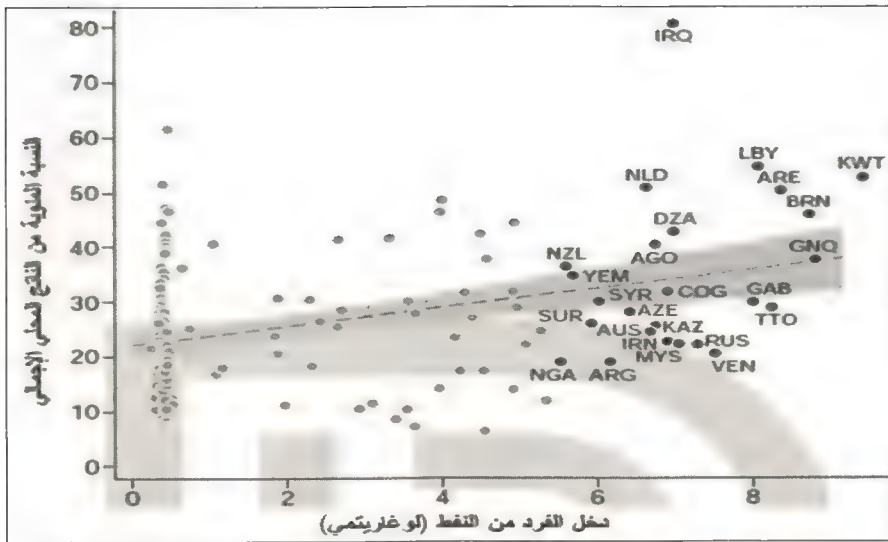 النسبة المئوية من الناتج المحلي الإجمالي
80
70
60
50
40
30
20
10
0
IRQ
LBY
KWT
NLD
ARE
BRN
DZA
GNQ
NZL
AGO
YEM
SYR
COG
GAB
SUR
AZE
TTO
AUS
KAZ
IRN
RUS
MYS
VEN
NGA
ARG
0 2 4 6 8
دخل الفرد من النفط (لوغاريتمي)